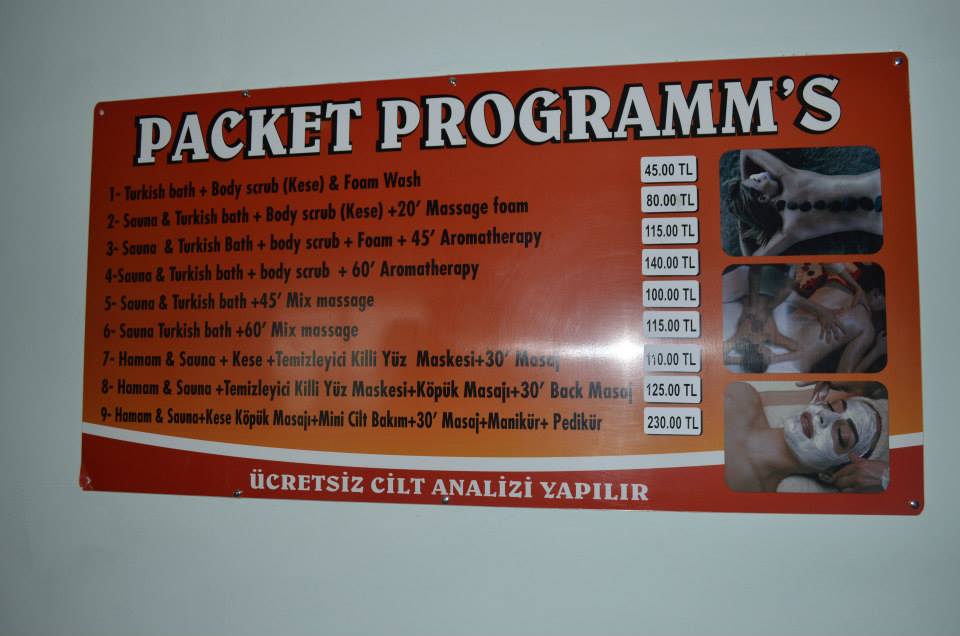 PACKET PROGRAMM'S
1- Turkish bath + Body scrub (Kese) & Foam Wash 45.00 TL
2- Sauna & Turkish bath + Body scrub (Kese) +20' Massage foam 80.00 TL
3- Sauna & Turkish Bath + body scrub + Foam + 45' Aromatherapy 115.00 TL
4-Sauna & Turkish bath + body scrub + 60' Aromatherapy 140.00 TL
5- Sauna & Turkish bath +45' Mix massage 100.00 TL
6- Sauna Turkish bath +60' Mix massage 115.00 TL
7- Hamam & Sauna + Kese +Temizleyici Killi Yüz Maskesi+30' Masaj 110.00 TL
8- Hamam & Sauna +Temizleyici Killi Yüz Maskesi+Köpük Masajı+30' Back Masaj 125.00 TL
9- Hamam & Sauna+Kese Köpük Masajı+Mini Cilt Bakım+30' Masaj+Manikür+ Pedikür 230.00 TL
ÜCRETSİZ CİLT ANALİZİ YAPILIR